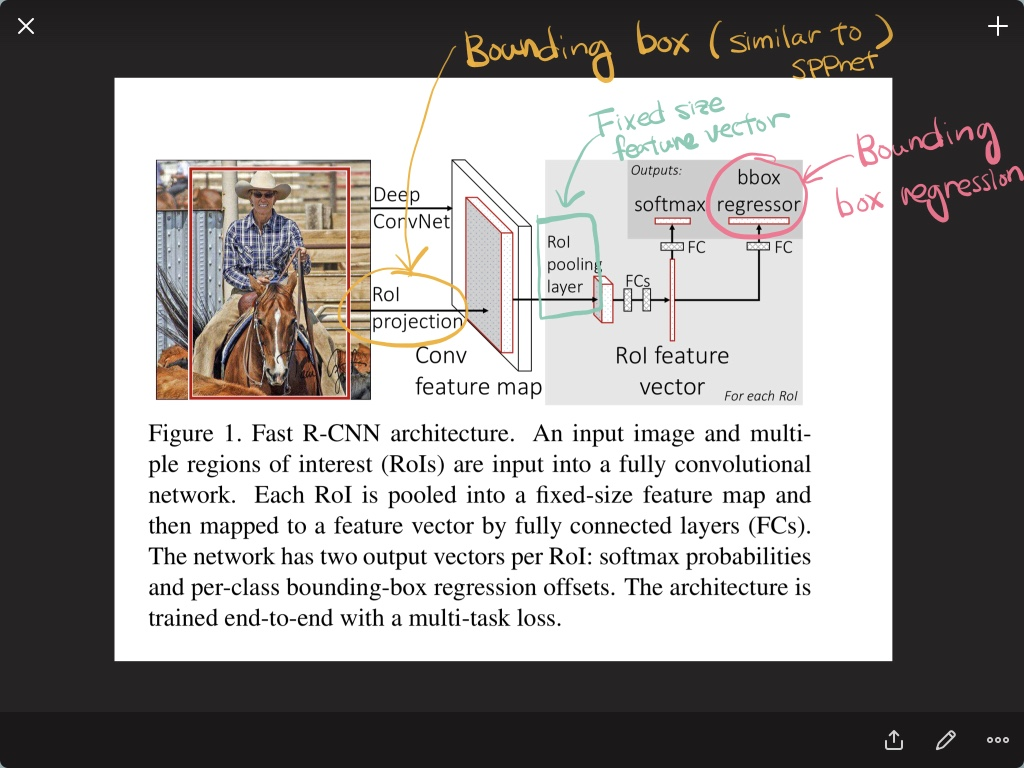 Bounding box (similar to)
SPPnet
Fixed size
feature vector
Bounding
box regression
Outputs:
bbox
softmax regressor
Deep
ConvNet
RoI
pooling
layer
FC FC
FCs
RoI
projection
Conv
feature map
RoI feature
vector
For each RoI
Figure 1. Fast R-CNN architecture. An input image and multi-
ple regions of interest (RoIs) are input into a fully convolutional
network. Each RoI is pooled into a fixed-size feature map and
then mapped to a feature vector by fully connected layers (FCs).
The network has two output vectors per RoI: softmax probabilities
and per-class bounding-box regression offsets. The architecture is
trained end-to-end with a multi-task loss.